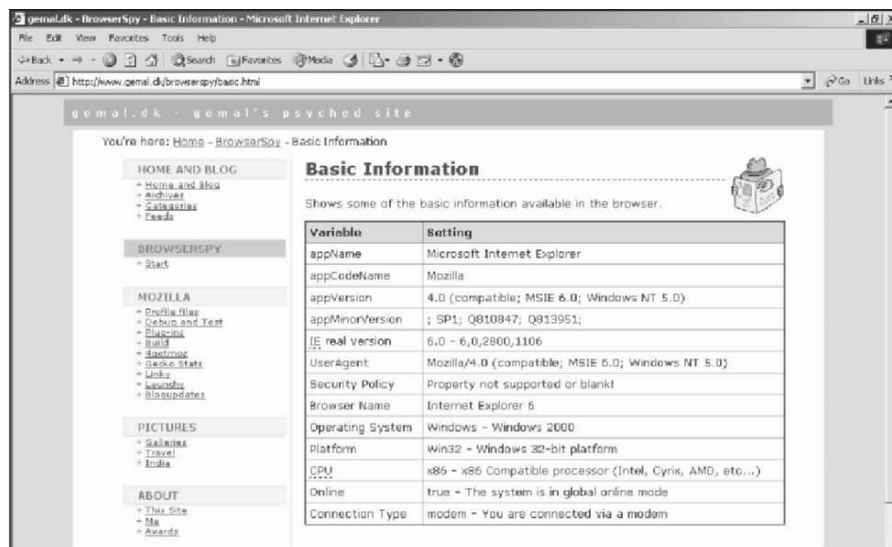 gemal.dk - BrowserSpy - Basic Information - Microsoft Internet Explorer
File Edit View Favorites Tools Help
Back Search Favorites Media
Address http://www.gemal.dk/browserspy/basic.html Go Links
gemal.dk - gemal's psyched site
You're here: Home - BrowserSpy - Basic Information
HOME AND BLOG
+ Home and Blog
+ Archives
+ Categories
+ Feeds
BROWSERSPY
+ Start
MOZILLA
+ Profile files
+ Debug and Test
+ Plug-ins
+ Build
+ 4getmoz
+ Gecko Stats
+ Linky
+ Launchy
+ Blogupdates
PICTURES
+ Galleries
+ Travel
+ India
ABOUT
+ This Site
+ Me
+ Awards
Basic Information
Shows some of the basic information available in the browser.
Variable Setting
appName Microsoft Internet Explorer
appCodeName Mozilla
appVersion 4.0 (compatible; MSIE 6.0; Windows NT 5.0)
appMinorVersion ; SP1; Q810847; Q813951;
IE real version 6.0 - 6,0,2800,1106
UserAgent Mozilla/4.0 (compatible; MSIE 6.0; Windows NT 5.0)
Security Policy Property not supported or blank!
Browser Name Internet Explorer 6
Operating System Windows - Windows 2000
Platform Win32 - Windows 32-bit platform
CPU x86 - x86 Compatible processor (Intel, Cyrix, AMD, etc...)
Online true - The system is in global online mode
Connection Type modem - You are connected via a modem